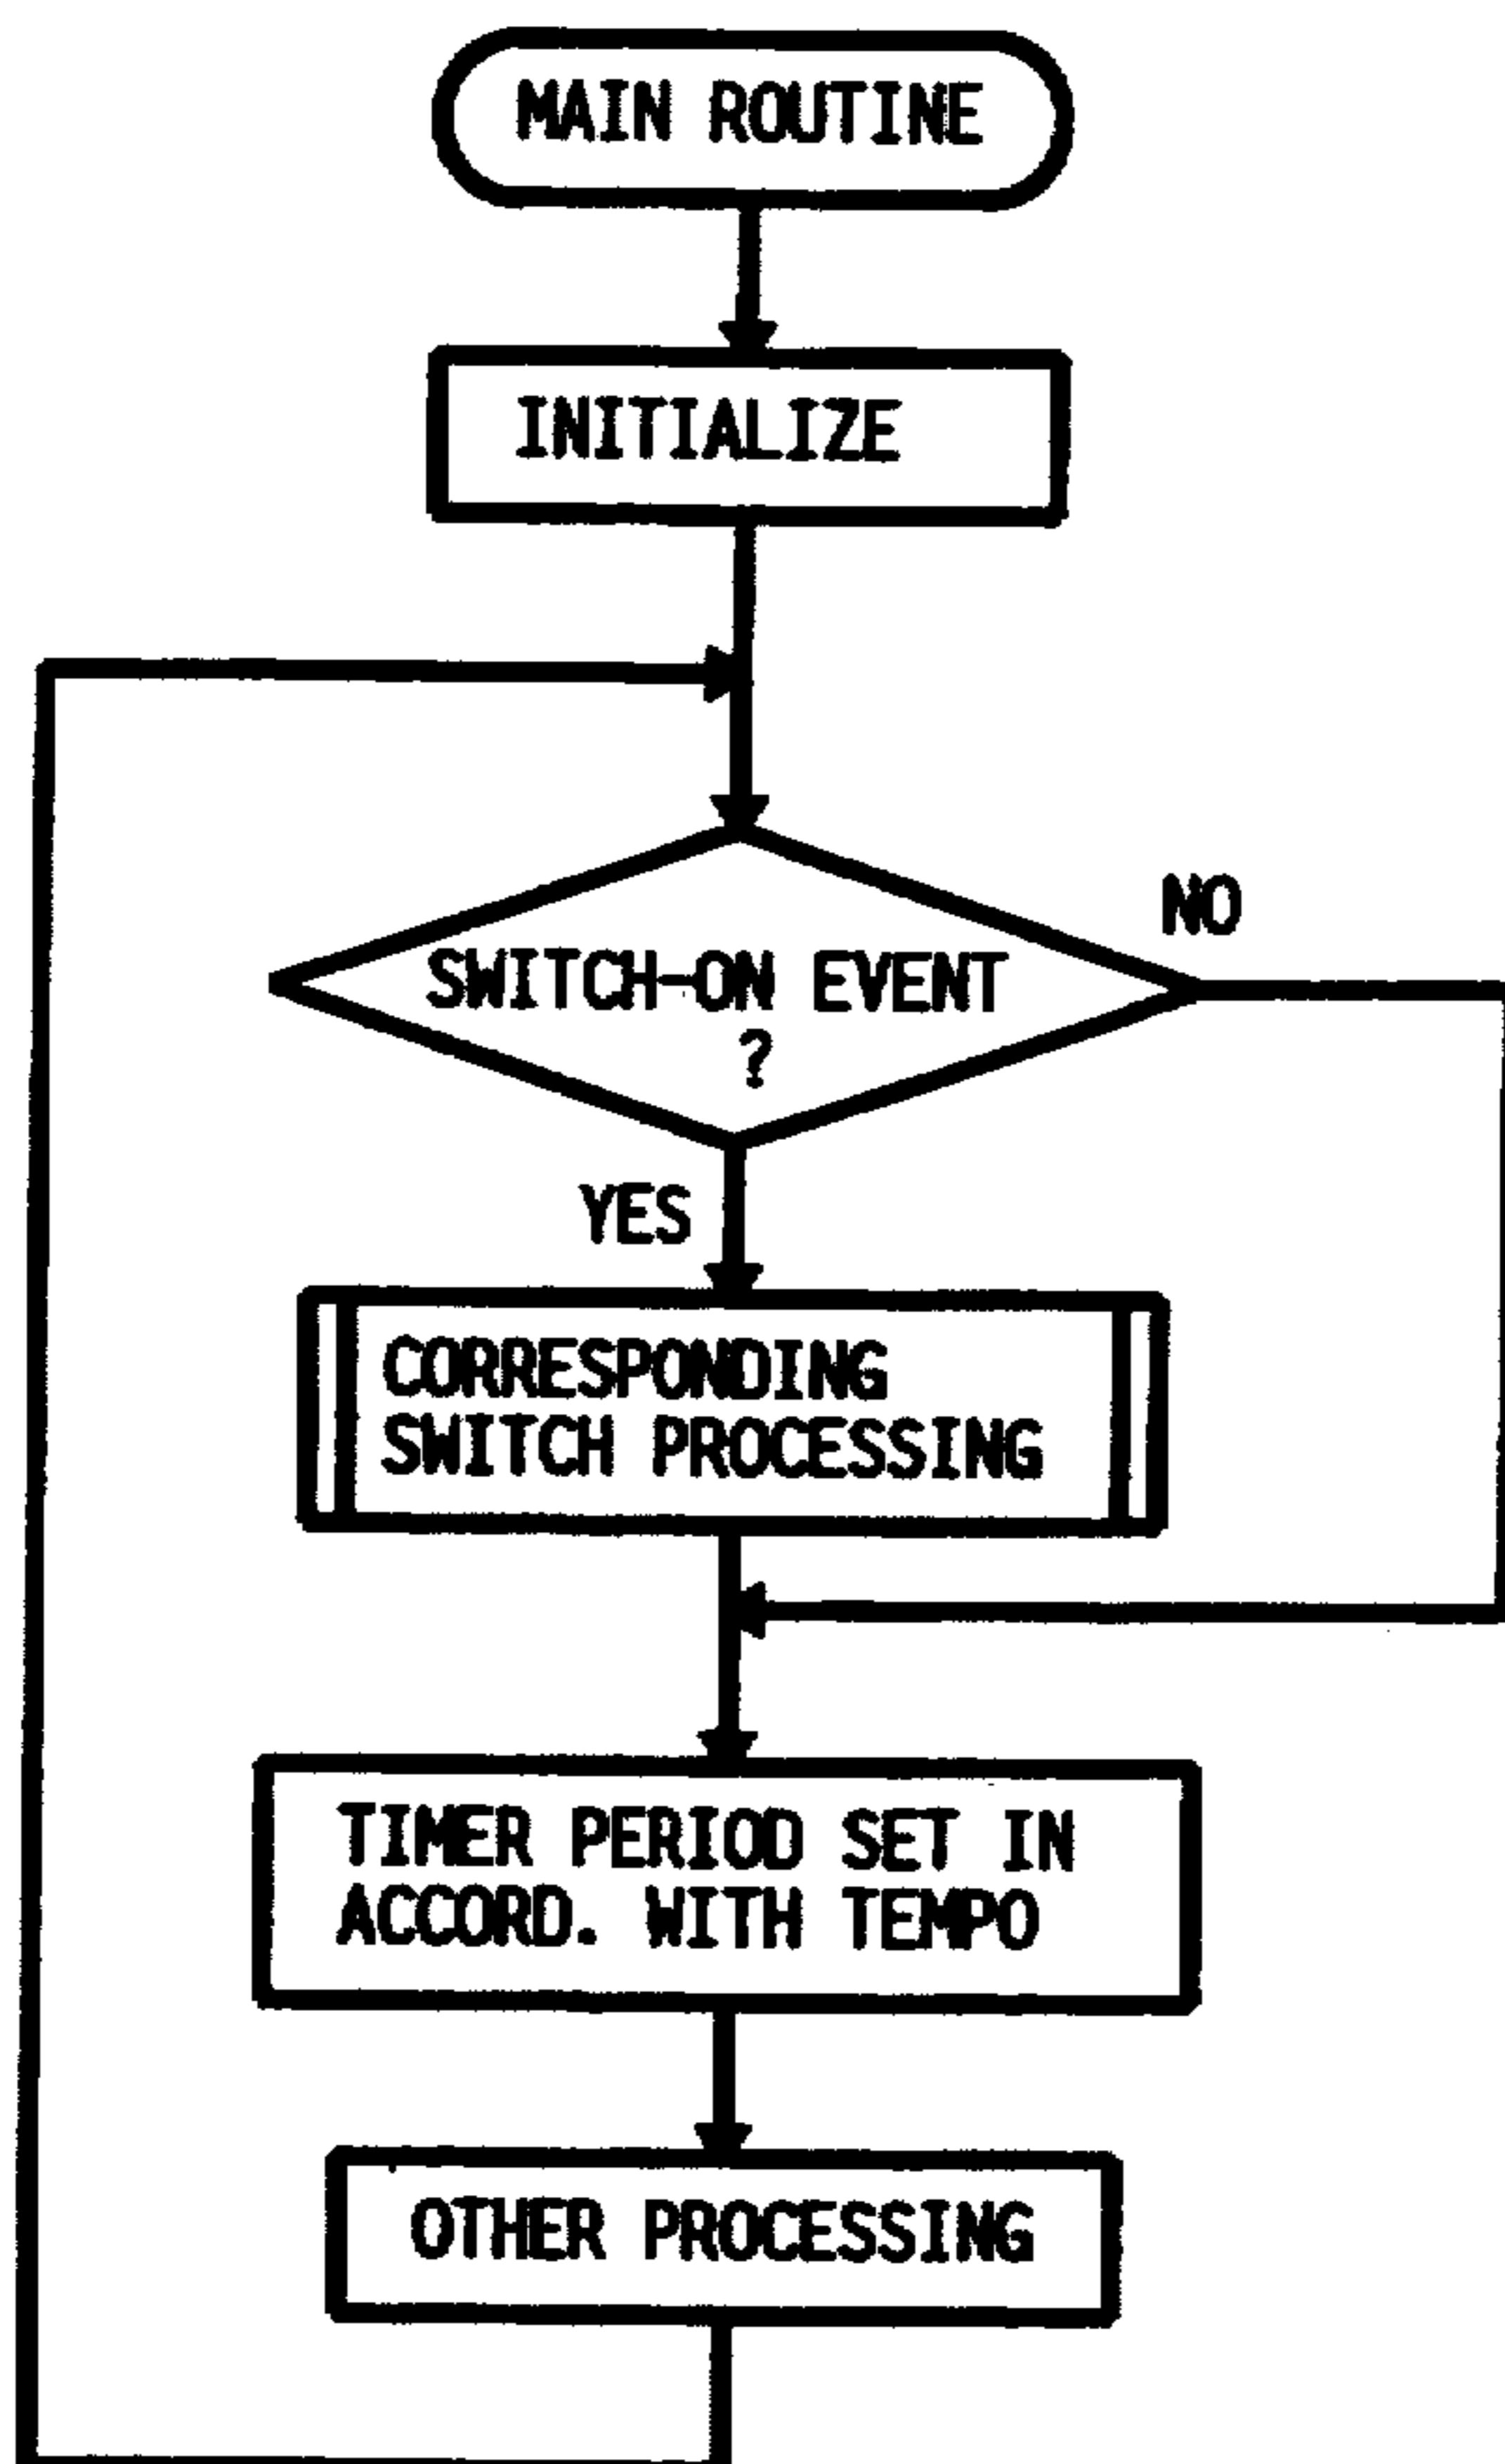 MAIN ROUTINE
INITIALIZE
NO
SWITCH-ON EVENT
?
YES
CORRESPONDING
SWITCH PROCESSING
TIMER PERIOD SET IN
ACCORD. WITH TEMPO
OTHER PROCESSING